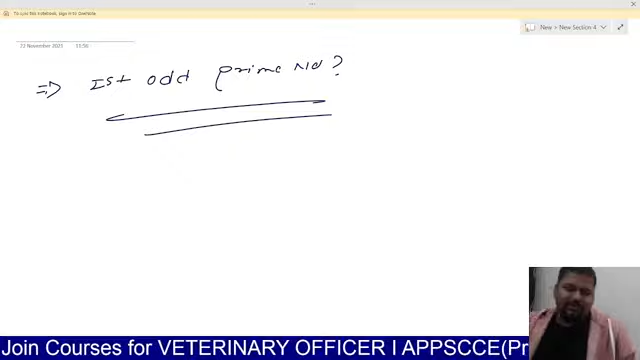 To sync this notebook, sign in to OneNote.
New > New Section 4
22 November 2021 11:56
=> Ist odd prime No?
Join Courses for VETERINARY OFFICER I APPSCCE(Pr